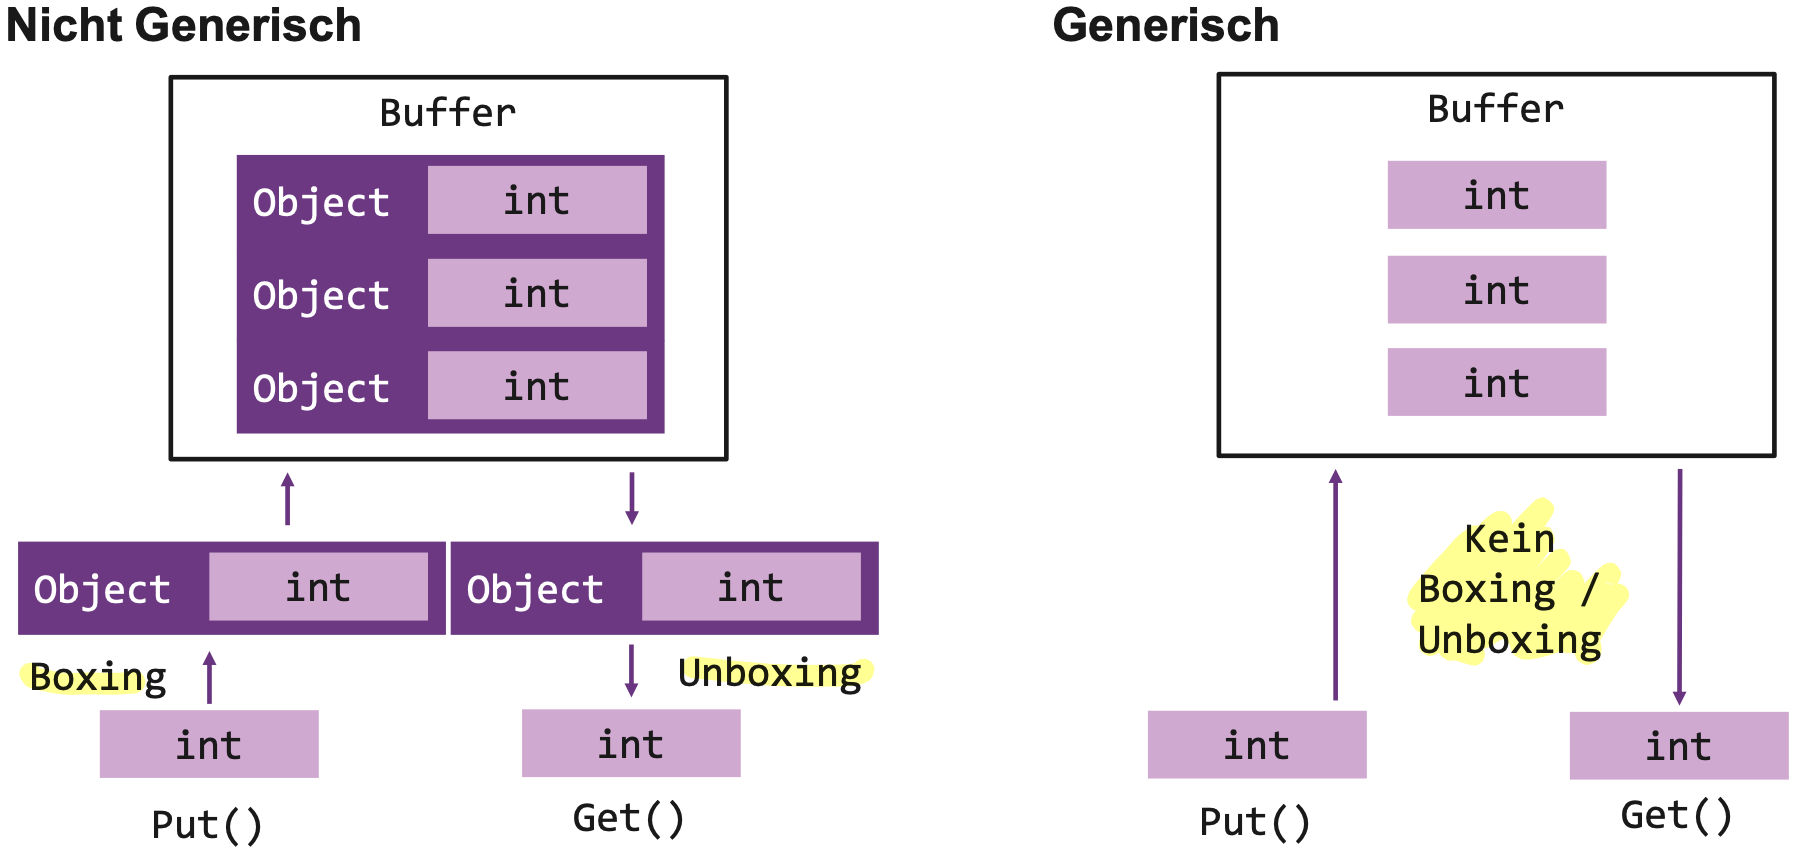 Nicht Generisch
Buffer
Object int
Object int
Object int
Object int
Object int
Boxing
Unboxing
int
int
Put()
Get()
Generisch
Buffer
int
int
int
Kein
Boxing /
Unboxing
int
int
Put()
Get()